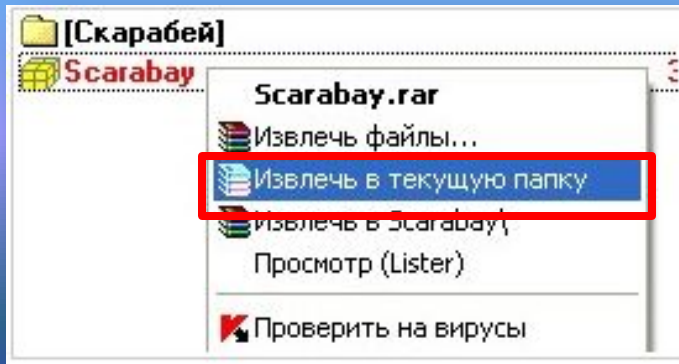 [Скарабей]
Scarabay
Scarabay.rar
Извлечь файлы...
Извлечь в текущую папку
Извлечь в Scarabay\
Просмотр (Lister)
Проверить на вирусы